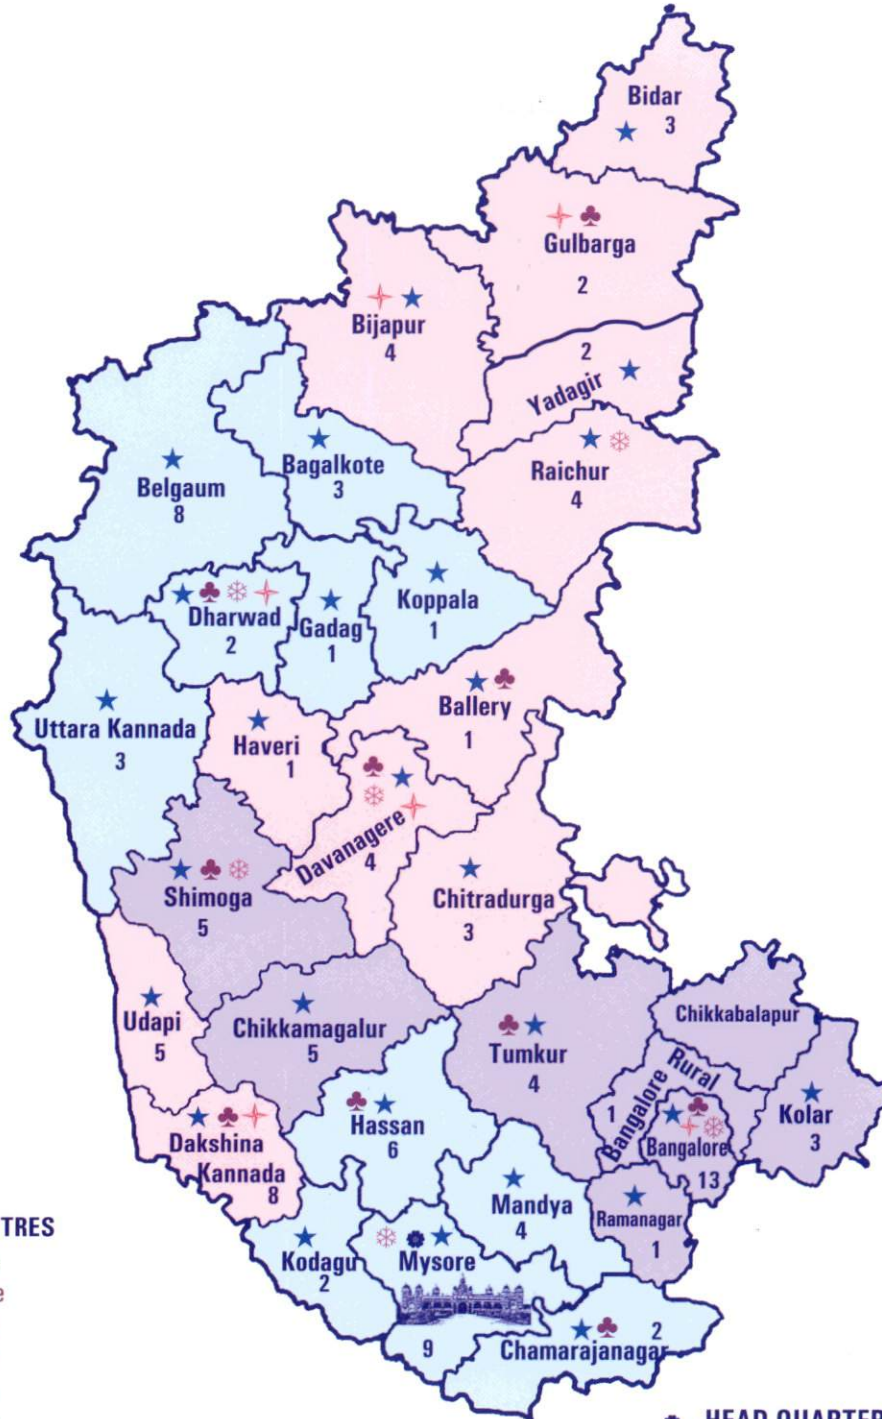 Bidar
3
Gulbarga
2
Bijapur
4
2
Yadagir
Raichur
4
Bagalkote
3
Belgaum
8
Koppala
1
Dharwad
2
Gadag
1
Ballery
1
Uttara Kannada
3
Haveri
1
Davanagere
4
Chitradurga
3
Shimoga
5
Udapi
5
Chikkamagalur
5
Tumkur
4
Chikkabalapur
Bangalore Rural
1
Bangalore
13
Kolar
3
Hassan
6
Dakshina
Kannada
8
Mandya
4
Ramanagar
1
TRES
Kodagu
2
Mysore
9
e
2
Chamarajanagar
HEAD QUARTER